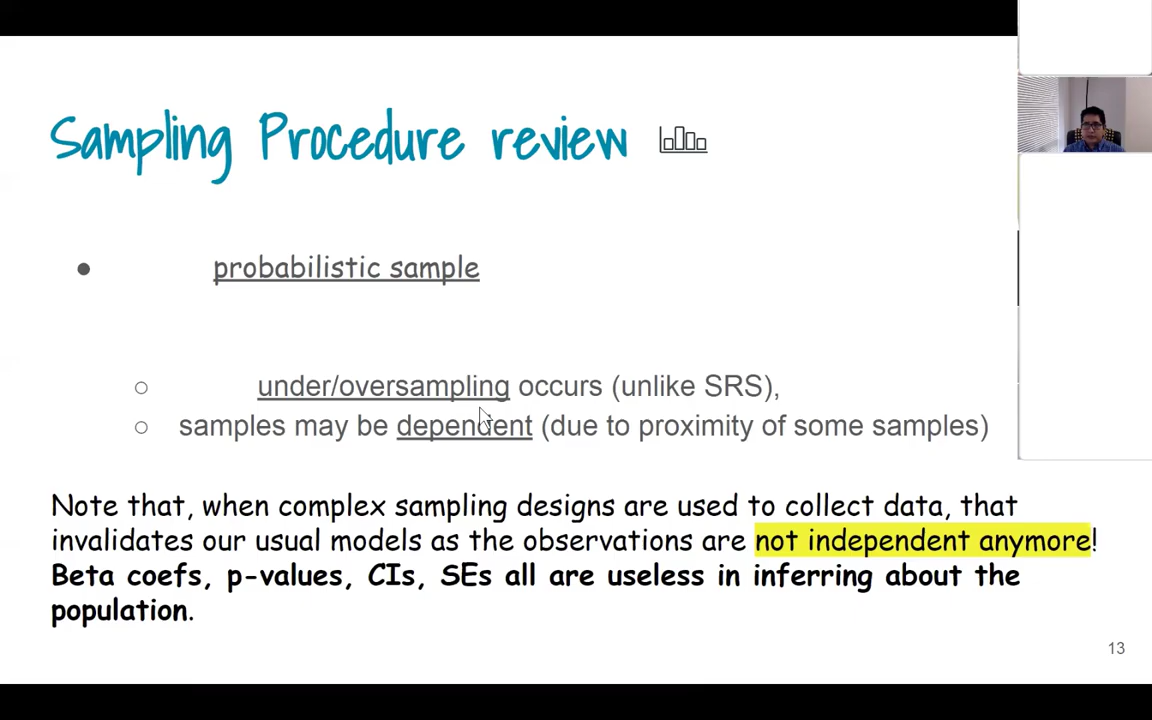 Sampling Procedure review
● probabilistic sample
○ under/oversampling occurs (unlike SRS),
○ samples may be dependent (due to proximity of some samples)
Note that, when complex sampling designs are used to collect data, that
invalidates our usual models as the observations are not independent anymore!
Beta coefs, p-values, CIs, SEs all are useless in inferring about the
population.
13